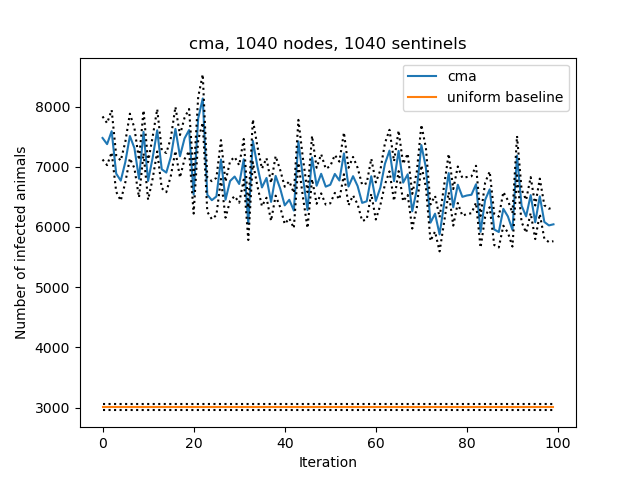 cma, 1040 nodes, 1040 sentinels
cma
uniform baseline
Number of infected animals
8000
7000
6000
5000
4000
3000
0 20 40 60 80 100
Iteration